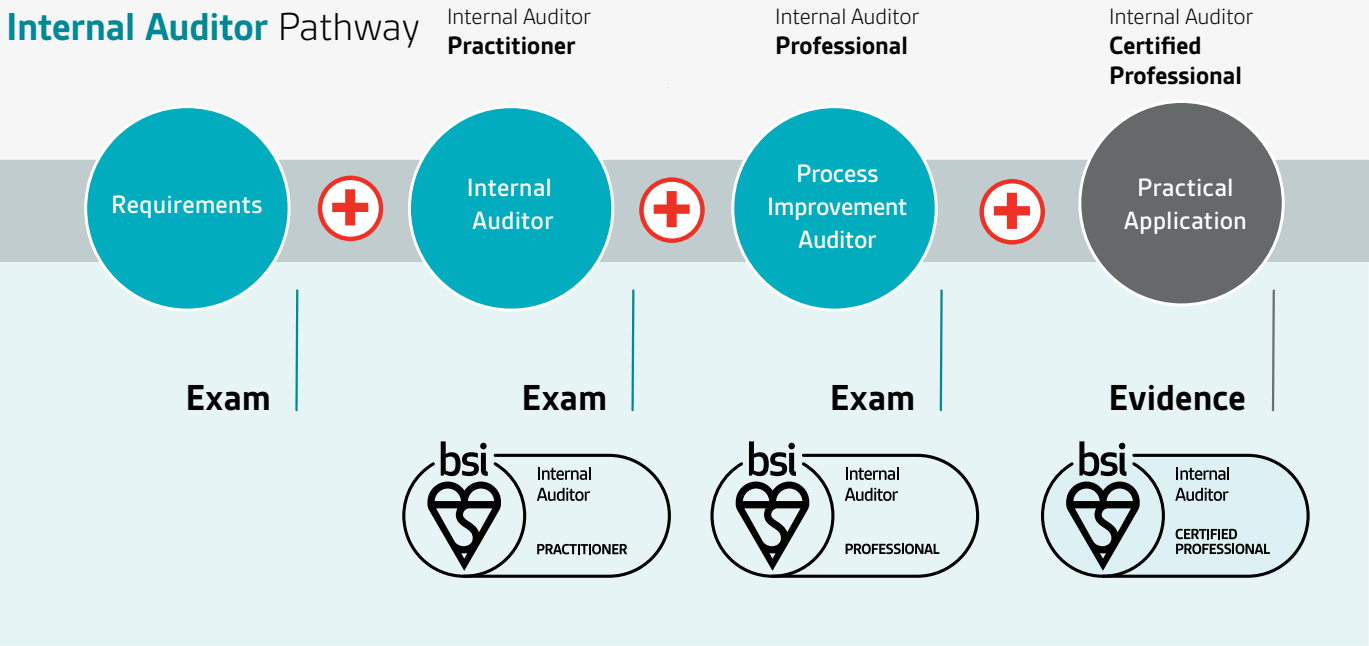 Internal Auditor Pathway
Internal Auditor
Practitioner
Internal Auditor
Professional
Internal Auditor
Certified
Professional
Requirements
Internal
Auditor
Process
Improvement
Auditor
Practical
Application
Exam
Exam
Exam
Evidence
bsi
Internal
Auditor
PRACTITIONER
bsi
Internal
Auditor
PROFESSIONAL
bsi
Internal
Auditor
CERTIFIED
PROFESSIONAL